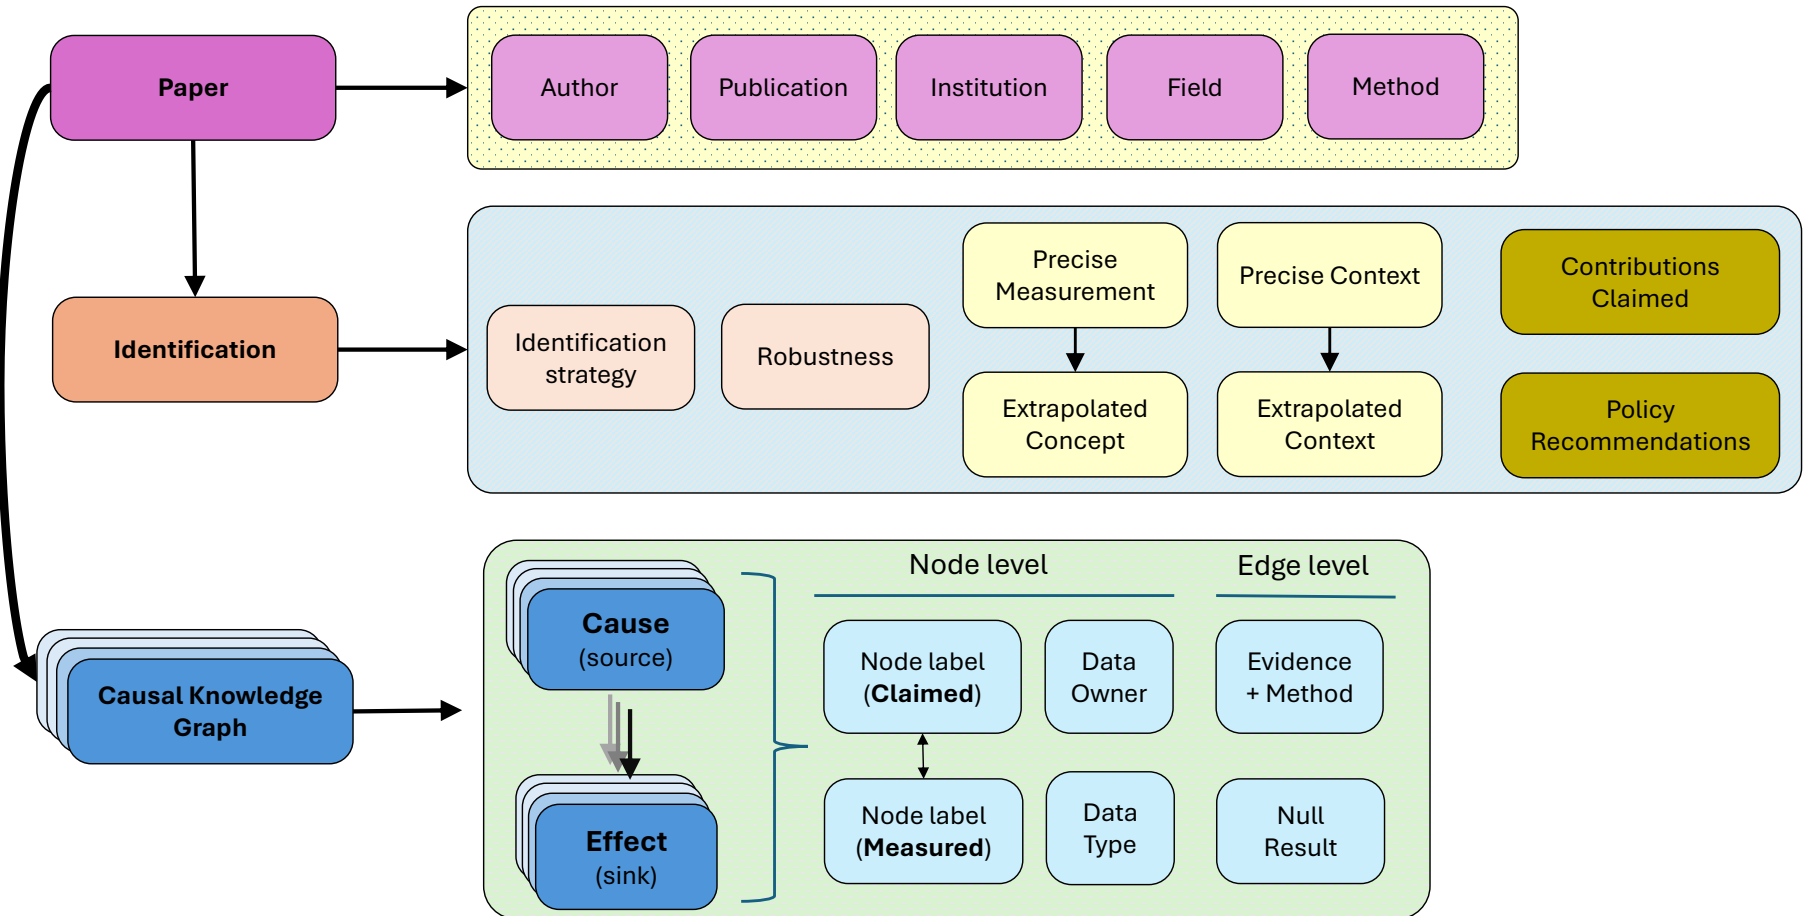 Paper
Author
Publication
Institution
Field
Method
Identification
Identification
strategy
Robustness
Precise
Measurement
Extrapolated
Concept
Precise Context
Extrapolated
Context
Contributions
Claimed
Policy
Recommendations
Causal Knowledge
Graph
Cause
(source)
Effect
(sink)
Node level
Edge level
Node label
(Claimed)
Data
Owner
Evidence
+ Method
Node label
(Measured)
Data
Type
Null
Result